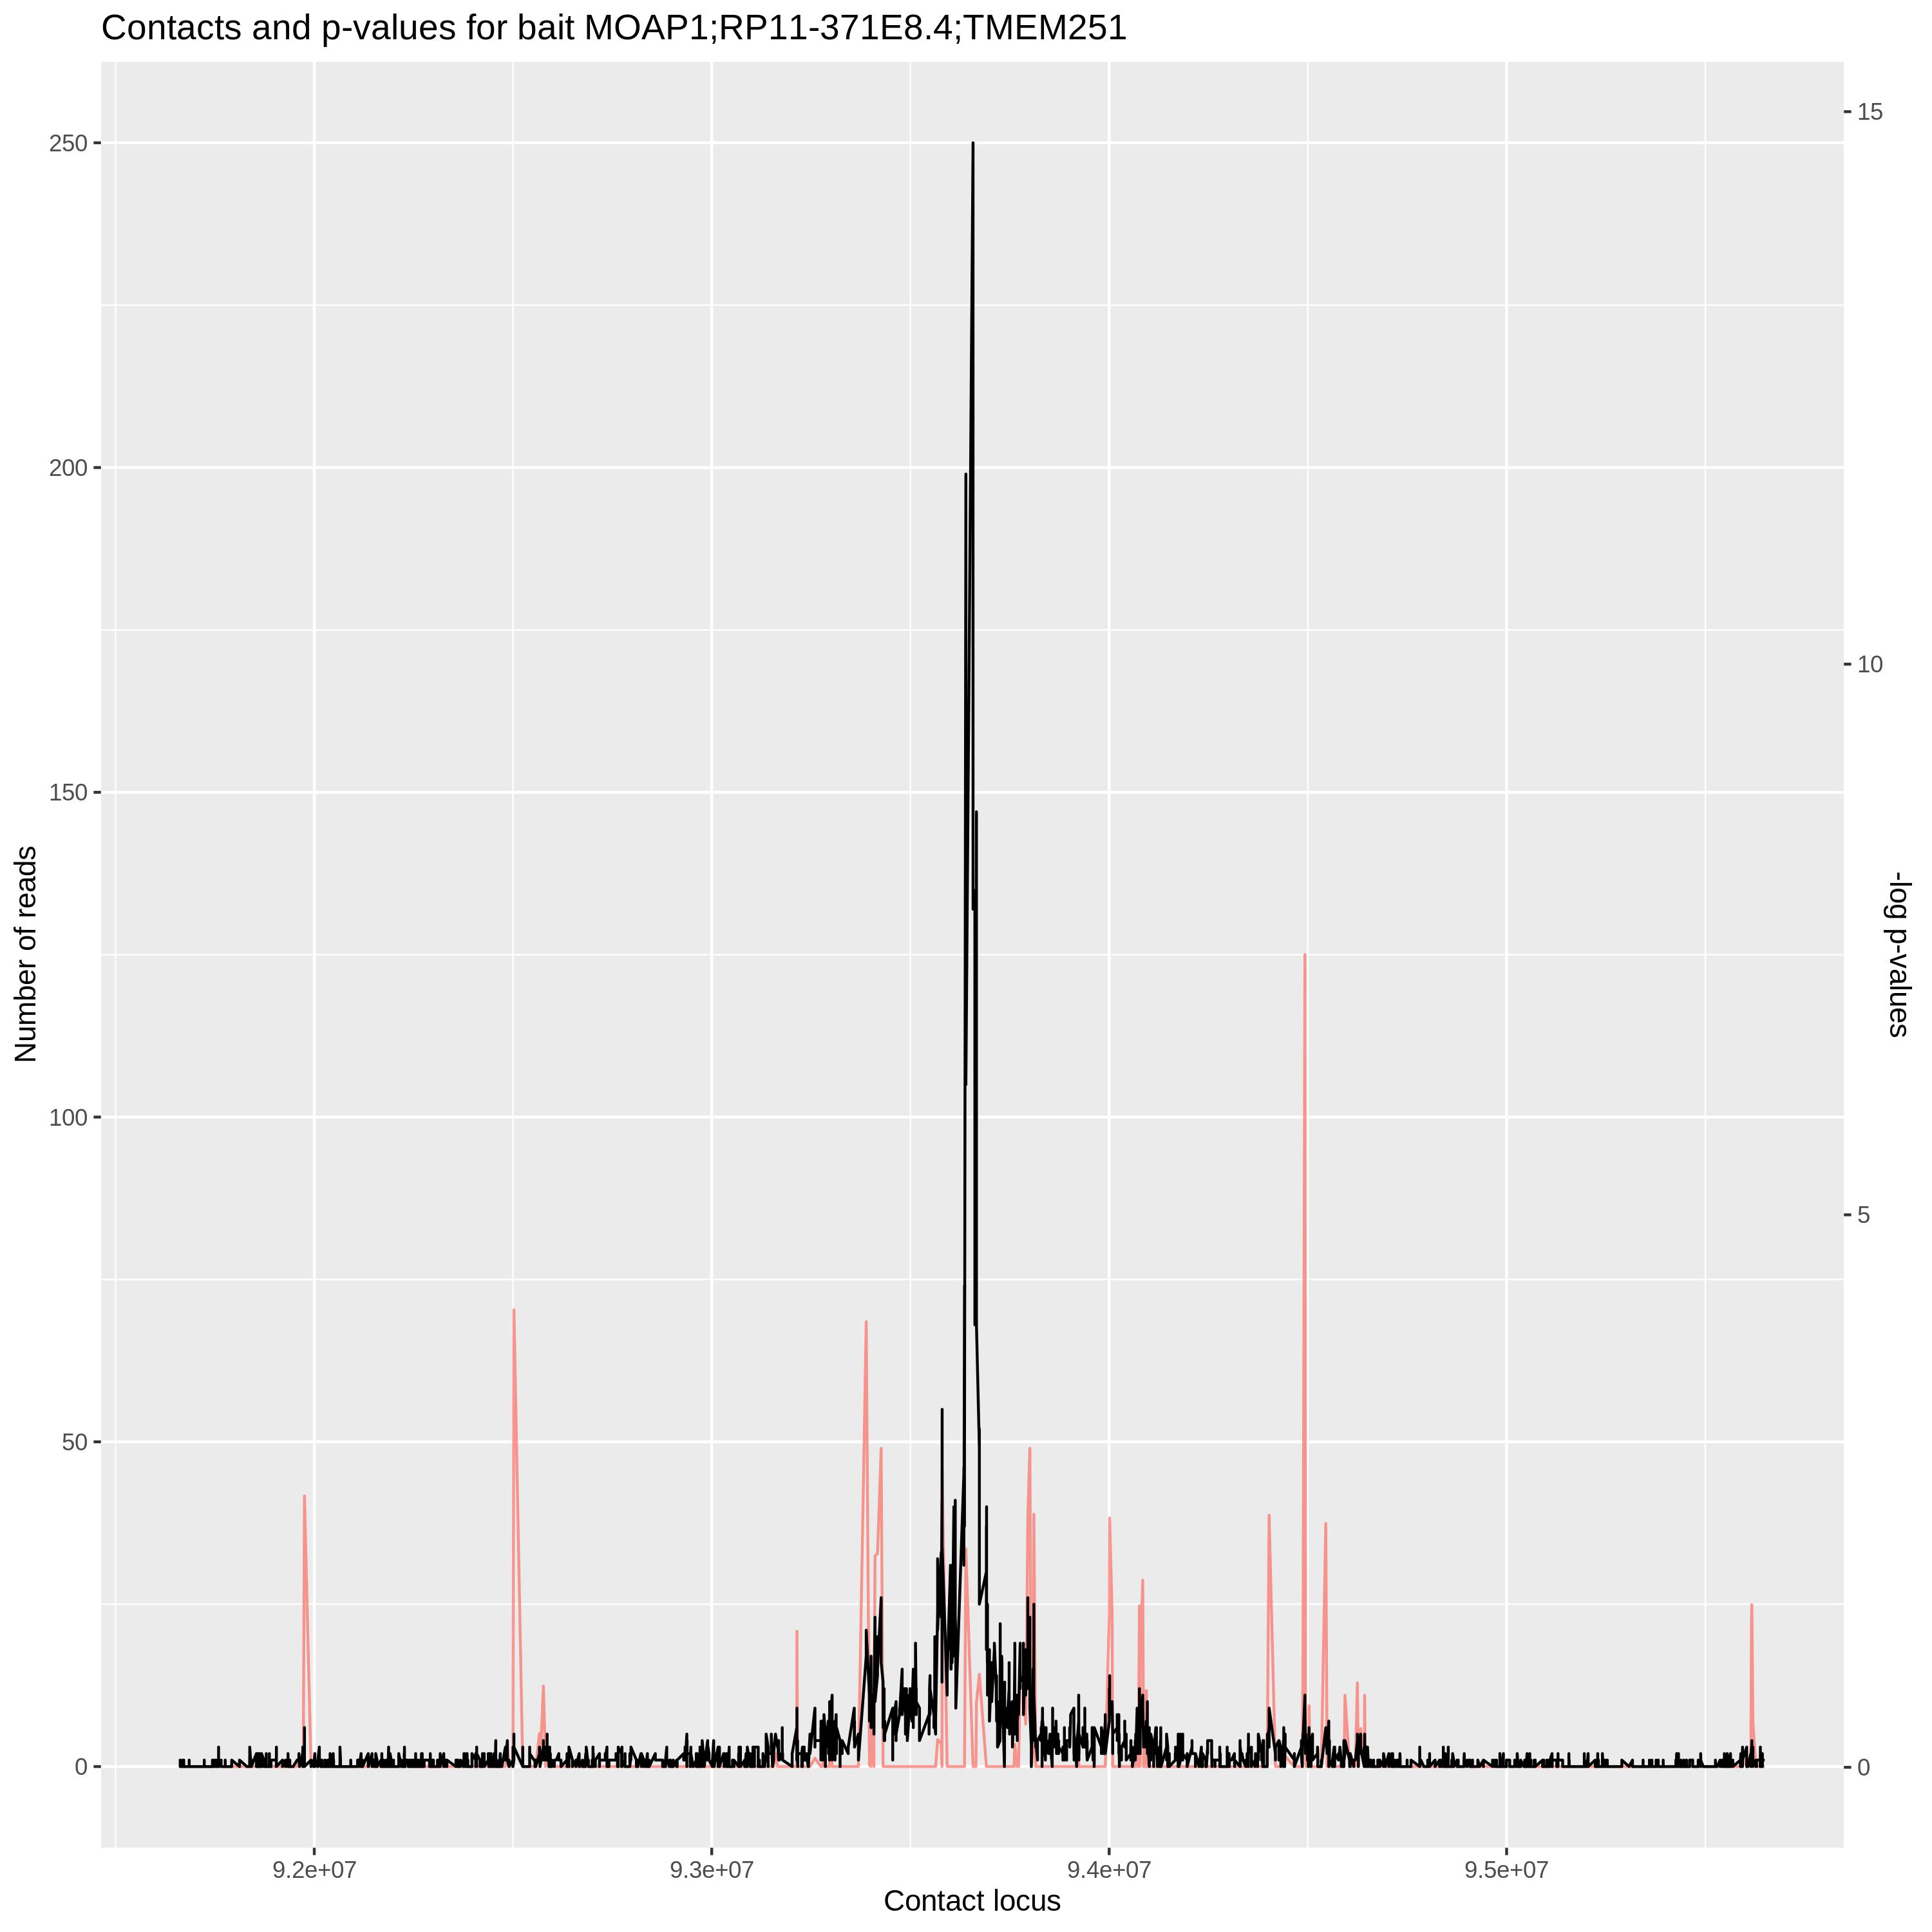 Contacts and p-values for bait MOAP1;RP11-371E8.4;TMEM251
250
200
150
100
50
0
Number of reads
15
10
5
0
-log p-values
9.2e+07 9.3e+07 9.4e+07 9.5e+07
Contact locus